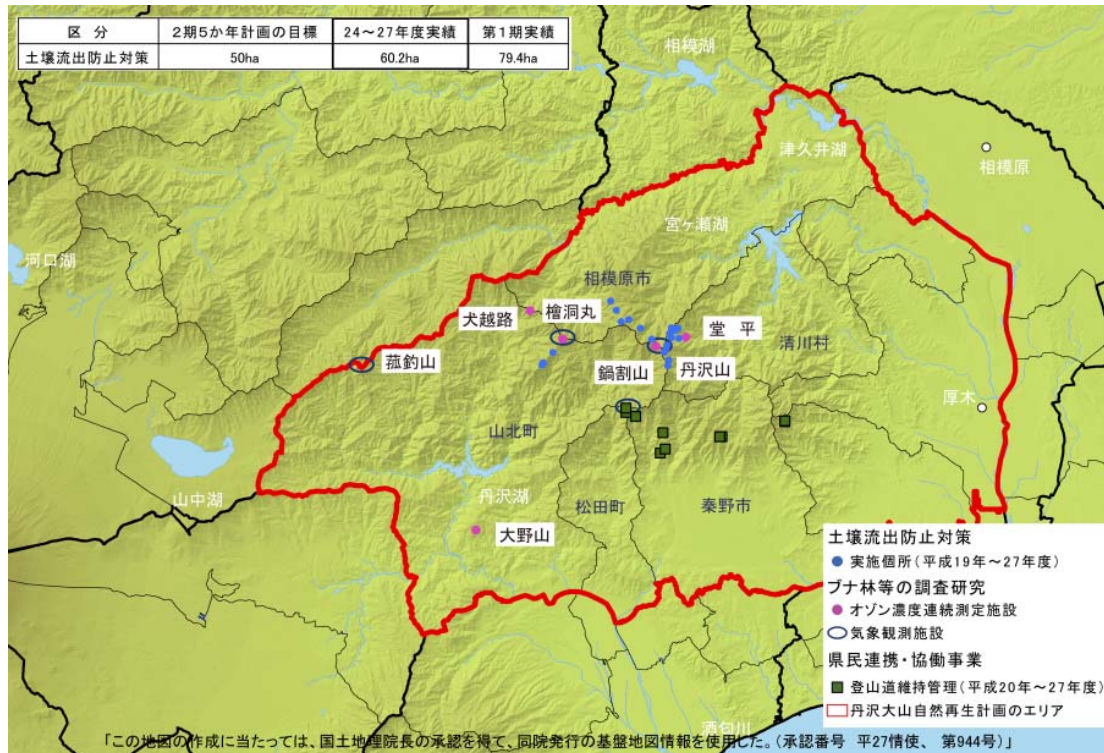 区 分 2期5か年計画の目標 24～27年度実績 第1期実績
土壌流出防止対策 50ha 60.2ha 79.4ha
相模湖
津久井湖
相模原
宮ヶ瀬湖
河口湖
相模原市
犬越路
檜洞丸
堂 平
清川村
菰釣山
鍋割山
丹沢山
厚木
山北町
山中湖
丹沢湖
松田町
秦野市
大野山
土壌流出防止対策
実施個所(平成19年～27年度)
ブナ林等の調査研究
オゾン濃度連続測定施設
気象観測施設
県民連携・協働事業
登山道維持管理(平成20年～27年度)
丹沢大山自然再生計画のエリア
酒匂川
「この地図の作成に当たっては、国土地理院長の承認を得て、同院発行の基盤地図情報を使用した。(承認番号 平27情使、 第944号)」